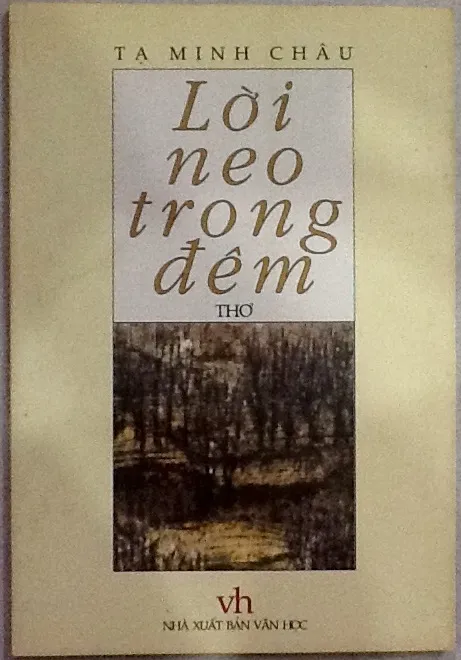 TẠ MINH CHÂU
Lời
neo
trong
đêm
THƠ
vh
NHÀ XUẤT BẢN VĂN HỌC